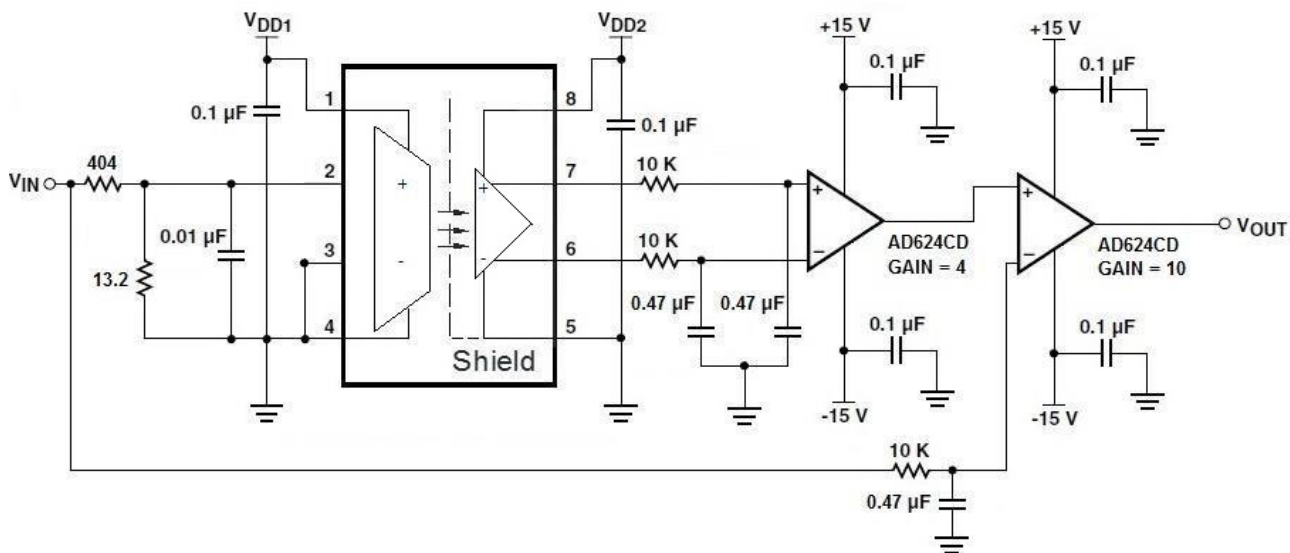 VDD1
VDD2
+15 V
+15 V
0.1 µF
0.1 µF
0.1 µF
0.1 µF
1
8
404
10 K
VIN
2
7
+
+
+
+
0.01 µF
3
10 K
AD624CD
GAIN = 4
AD624CD
GAIN = 10
VOUT
-
-
6
−
−
13.2
0.47 µF
0.47 µF
4
5
0.1 µF
0.1 µF
Shield
-15 V
-15 V
10 K
0.47 µF